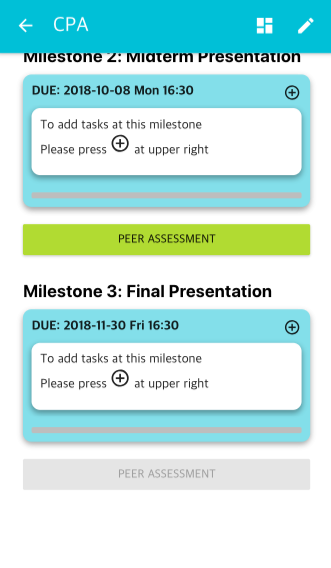 CPA
Milestone 2: Midterm Presentation
DUE: 2018-10-08 Mon 16:30
To add tasks at this milestone
Please press at upper right
PEER ASSESSMENT
Milestone 3: Final Presentation
DUE: 2018-11-30 Fri 16:30
To add tasks at this milestone
Please press at upper right
PEER ASSESSMENT